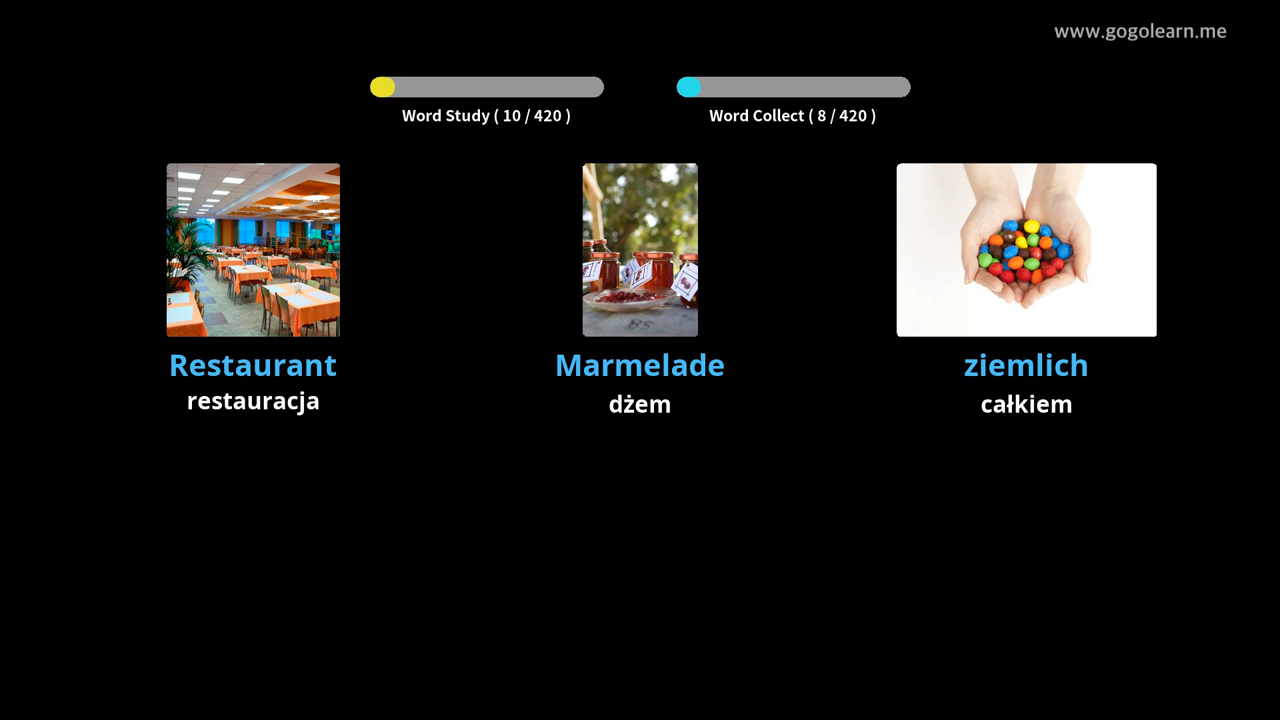 www.gogolearn.me
Word Study ( 10 / 420 )
Word Collect ( 8 / 420 )
Restaurant
restauracja
Marmelade
dżem
ziemlich
całkiem